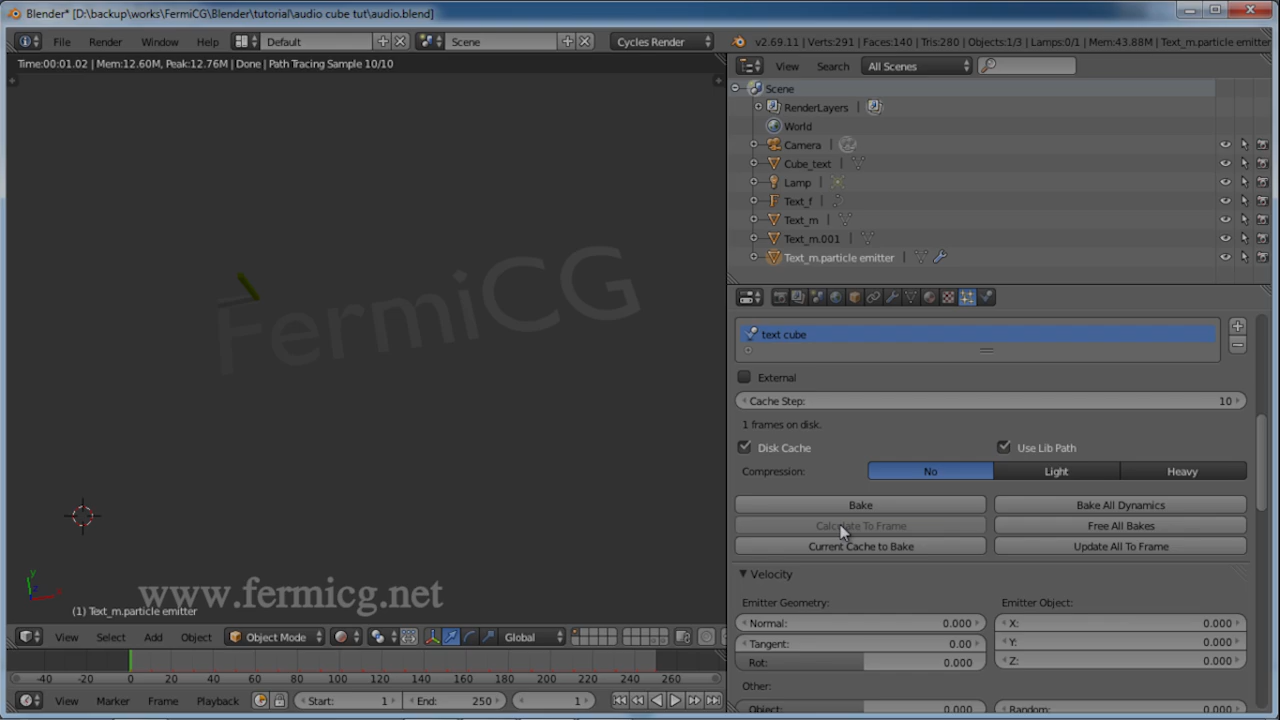 Blender* [D:\backup\works\FermiCG\Blender\tutorial\audio cube tut\audio.blend]
File Render Window Help Default Scene Cycles Render v2.69.11 | Verts:291 | Faces:140 | Tris:280 | Objects:1/3 | Lamps:0/1 | Mem:43.88M | Text_m.particle emitter
Time:00:01.02 | Mem:12.60M, Peak:12.76M | Done | Path Tracing Sample 10/10
View Search All Scenes
Scene
RenderLayers |
World
Camera |
Cube_text |
Lamp |
Text_f |
Text_m |
Text_m.001 |
Text_m.particle emitter |
FermiCG
text cube
External
Cache Step: 10
1 frames on disk.
Disk Cache Use Lib Path
Compression: No Light Heavy
Bake Bake All Dynamics
Calculate To Frame Free All Bakes
Current Cache to Bake Update All To Frame
Velocity
Emitter Geometry: Emitter Object:
Normal: 0.000 X: 0.000
Tangent: 0.00 Y: 0.000
Rot: 0.000 Z: 0.000
Other:
Object: 0.000 Random: 0.000
www.fermicg.net
(1) Text_m.particle emitter
View Select Add Object Object Mode Global
-40 -20 0 20 40 60 80 100 120 140 160 180 200 220 240 260
View Marker Frame Playback Start: 1 End: 250 1